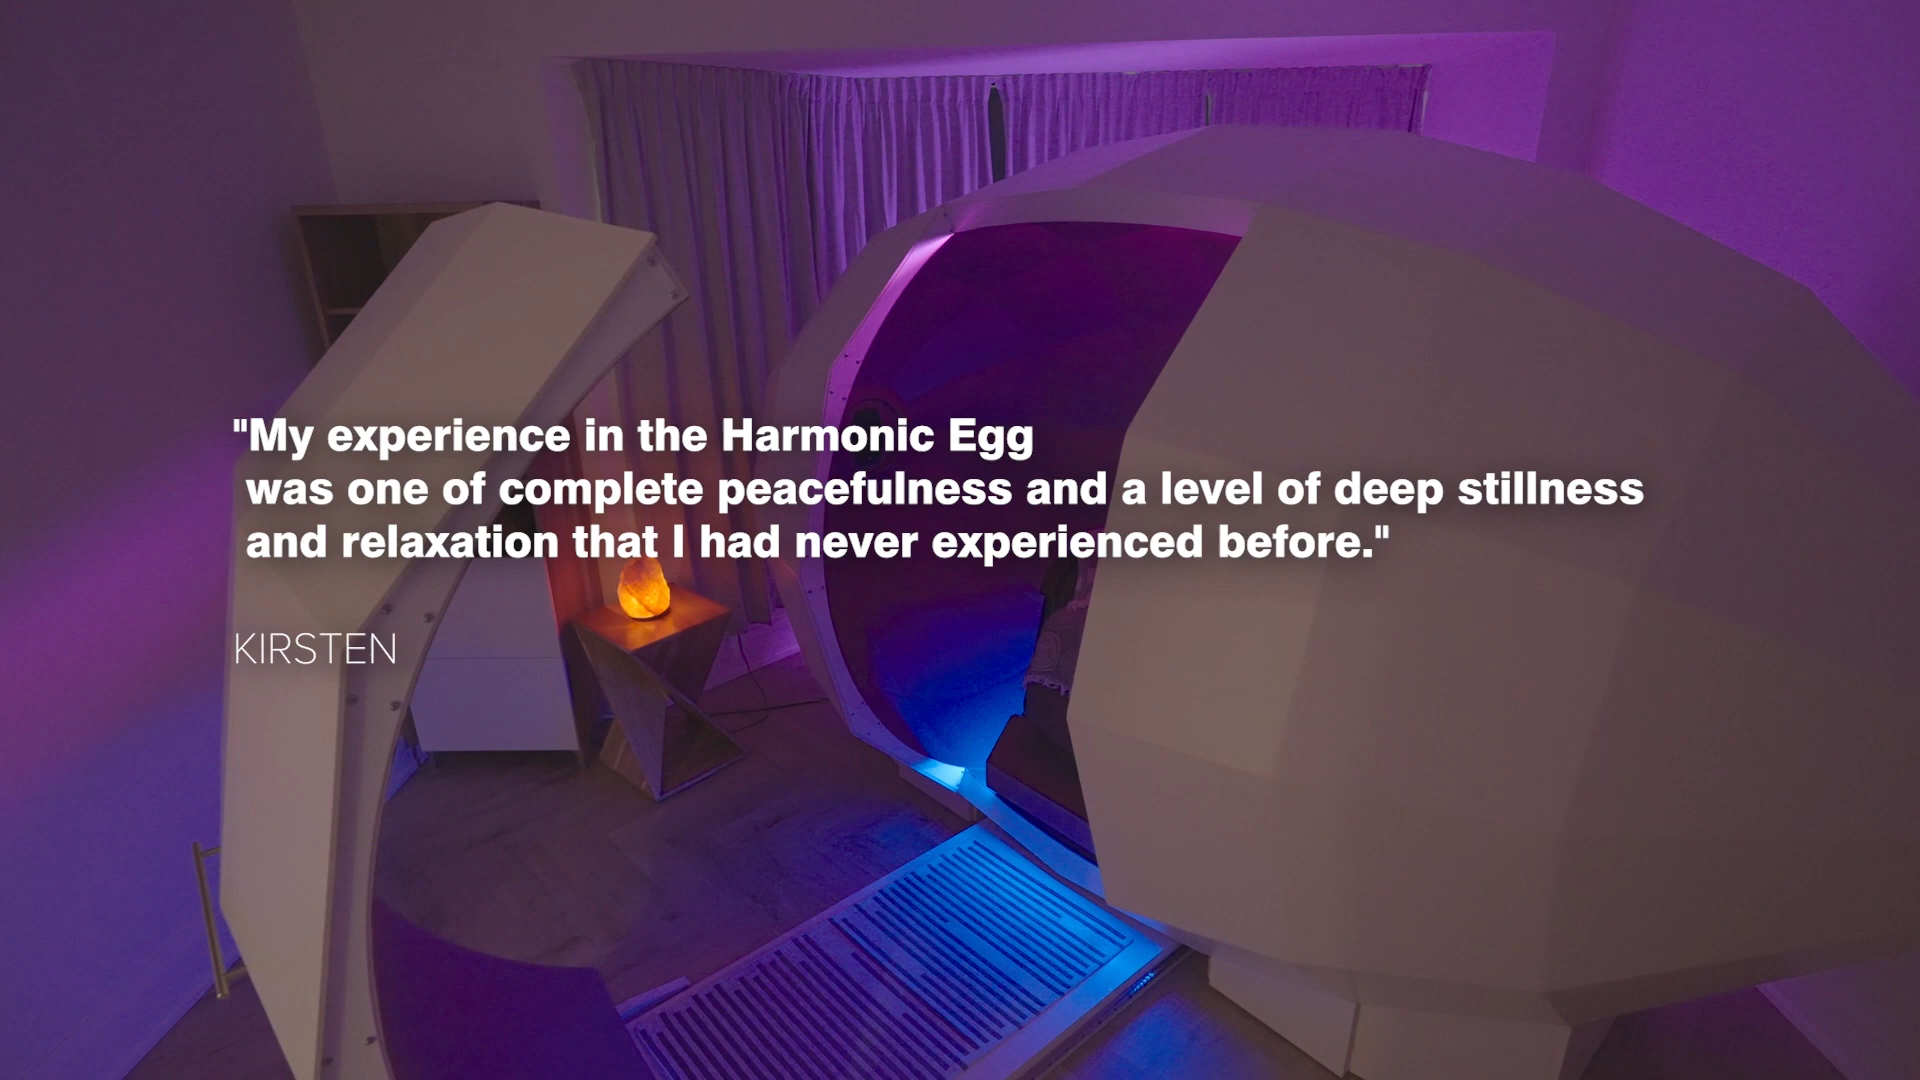 "My experience in the Harmonic Egg
was one of complete peacefulness and a level of deep stillness
and relaxation that I had never experienced before."
KIRSTEN